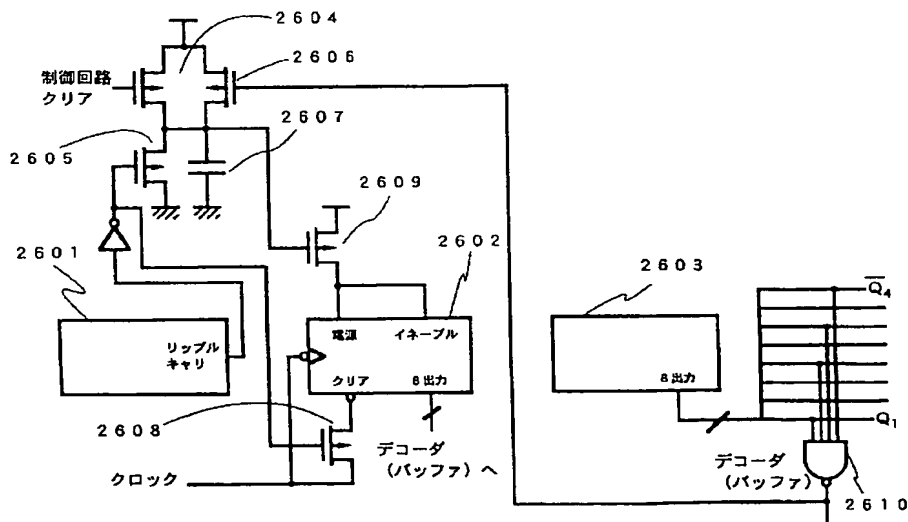 ２６０４
２６０６
制御回路
クリア
２６０７
２６０５
２６０９
２６０２
２６０１
２６０３
Q̅4
リップル
キャリ
電源
イネーブル
８出力
クリア
８出力
Q1
２６０８
デコーダ
（バッファ）へ
デコーダ
（バッファ）
クロック
２６１０